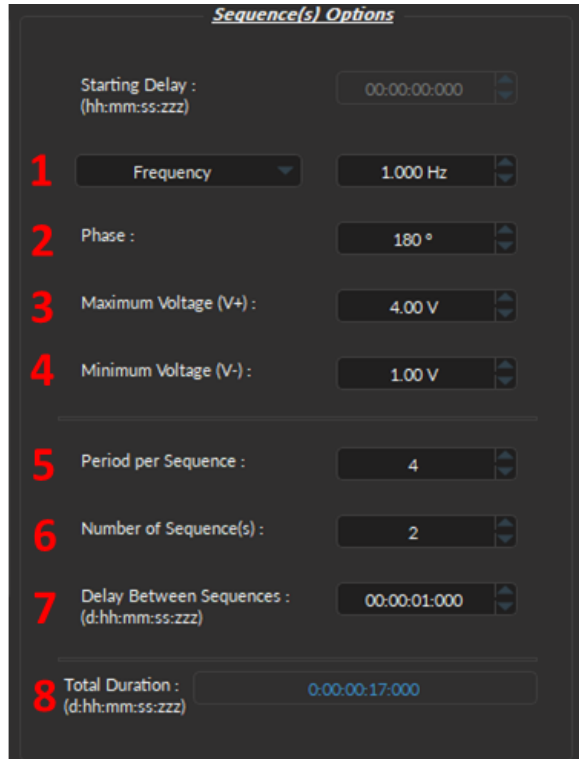 Sequence(s) Options
Starting Delay : 00:00:00:000
(hh:mm:ss:zzz)
1 Frequency 1.000 Hz
2 Phase : 180 °
3 Maximum Voltage (V+) : 4.00 V
4 Minimum Voltage (V-) : 1.00 V
5 Period per Sequence : 4
6 Number of Sequence(s) : 2
7 Delay Between Sequences : 00:00:01:000
(d:hh:mm:ss:zzz)
8 Total Duration : 0:00:00:17:000
(d:hh:mm:ss:zzz)